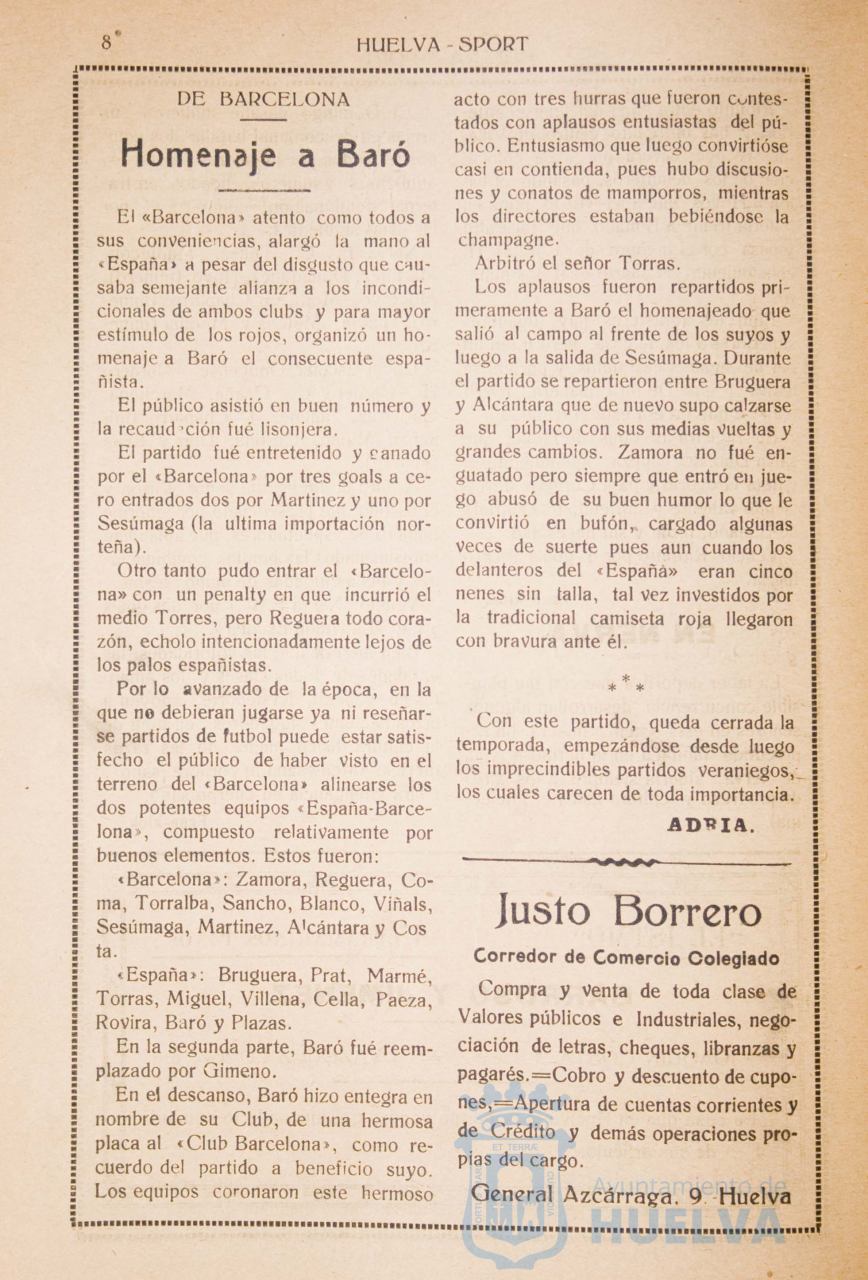 8
HUELVA - SPORT
DE BARCELONA
Homenaje a Baró
El «Barcelona» atento como todos a
sus conveniencias, alargó la mano al
«España» a pesar del disgusto que cau-
saba semejante alianza a los incondi-
cionales de ambos clubs y para mayor
estímulo de los rojos, organizó un ho-
menaje a Baró el consecuente espa-
ñista.
El público asistió en buen número y
la recaudación fué lisonjera.
El partido fué entretenido y ganado
por el «Barcelona» por tres goals a ce-
ro entrados dos por Martinez y uno por
Sesúmaga (la ultima importación nor-
teña).
Otro tanto pudo entrar el «Barcelo-
na» con un penalty en que incurrió el
medio Torres, pero Reguera todo cora-
zón, echolo intencionadamente lejos de
los palos españistas.
Por lo avanzado de la época, en la
que no debieran jugarse ya ni reseñar-
se partidos de futbol puede estar satis-
fecho el público de haber visto en el
terreno del «Barcelona» alinearse los
dos potentes equipos «España-Barce-
lona», compuesto relativamente por
buenos elementos. Estos fueron:
«Barcelona»: Zamora, Reguera, Co-
ma, Torralba, Sancho, Blanco, Viñals,
Sesúmaga, Martinez, Alcántara y Cos
ta.
«España»: Bruguera, Prat, Marmé,
Torras, Miguel, Villena, Cella, Paeza,
Rovira, Baró y Plazas.
En la segunda parte, Baró fué reem-
plazado por Gimeno.
En el descanso, Baró hizo entega en
nombre de su Club, de una hermosa
placa al «Club Barcelona», como re-
cuerdo del partido a beneficio suyo.
Los equipos coronaron este hermoso
acto con tres hurras que fueron contes-
tados con aplausos entusiastas del pú-
blico. Entusiasmo que luego convirtióse
casi en contienda, pues hubo discusio-
nes y conatos de mamporros, mientras
los directores estaban bebiéndose la
champagne.
Arbitró el señor Torras.
Los aplausos fueron repartidos pri-
meramente a Baró el homenajeado que
salió al campo al frente de los suyos y
luego a la salida de Sesúmaga. Durante
el partido se repartieron entre Bruguera
y Alcántara que de nuevo supo calzarse
a su público con sus medias vueltas y
grandes cambios. Zamora no fué en-
guatado pero siempre que entró en jue-
go abusó de su buen humor lo que le
convirtió en bufón, cargado algunas
veces de suerte pues aun cuando los
delanteros del «España» eran cinco
nenes sin talla, tal vez investidos por
la tradicional camiseta roja llegaron
con bravura ante él.
* * *
Con este partido, queda cerrada la
temporada, empezándose desde luego
los imprecindibles partidos veraniegos,
los cuales carecen de toda importancia.
ADRIA.
Justo Borrero
Corredor de Comercio Colegiado
Compra y venta de toda clase de
Valores públicos e Industriales, nego-
ciación de letras, cheques, libranzas y
pagarés.=Cobro y descuento de cupo-
nes,=Apertura de cuentas corrientes y
de Crédito y demás operaciones pro-
pias del cargo.
General Azcárraga. 9 Huelva
Ayuntamiento de
HUELVA